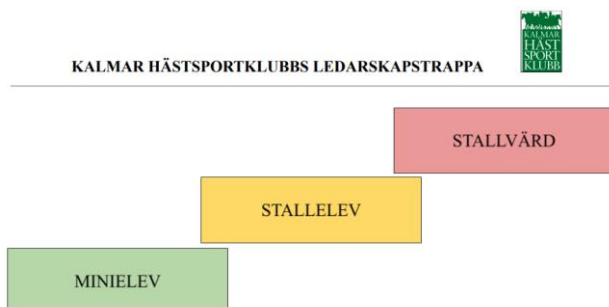 KALMAR HÄSTSPORTKLUBBS LEDARSKAPSTRAPPA
KALMAR
HÄST
SPORT
KLUBB
STALLVÄRD
STALLELEV
MINIELEV